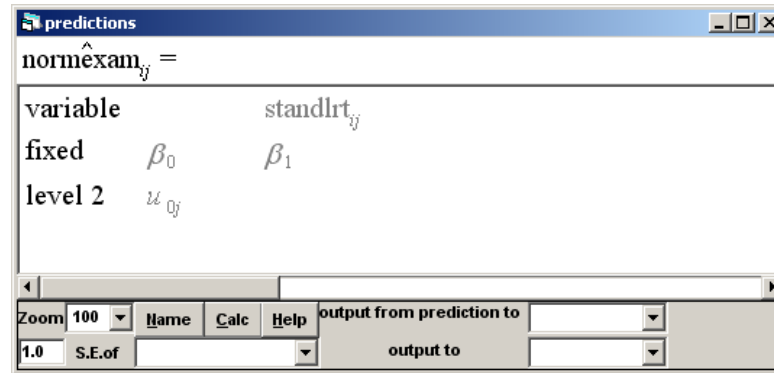 predictions
normêxam_ij =
variable standlrt_ij
fixed β_0 β_1
level 2 u_0j
Zoom 100 Name Calc Help output from prediction to
1.0 S.E.of output to